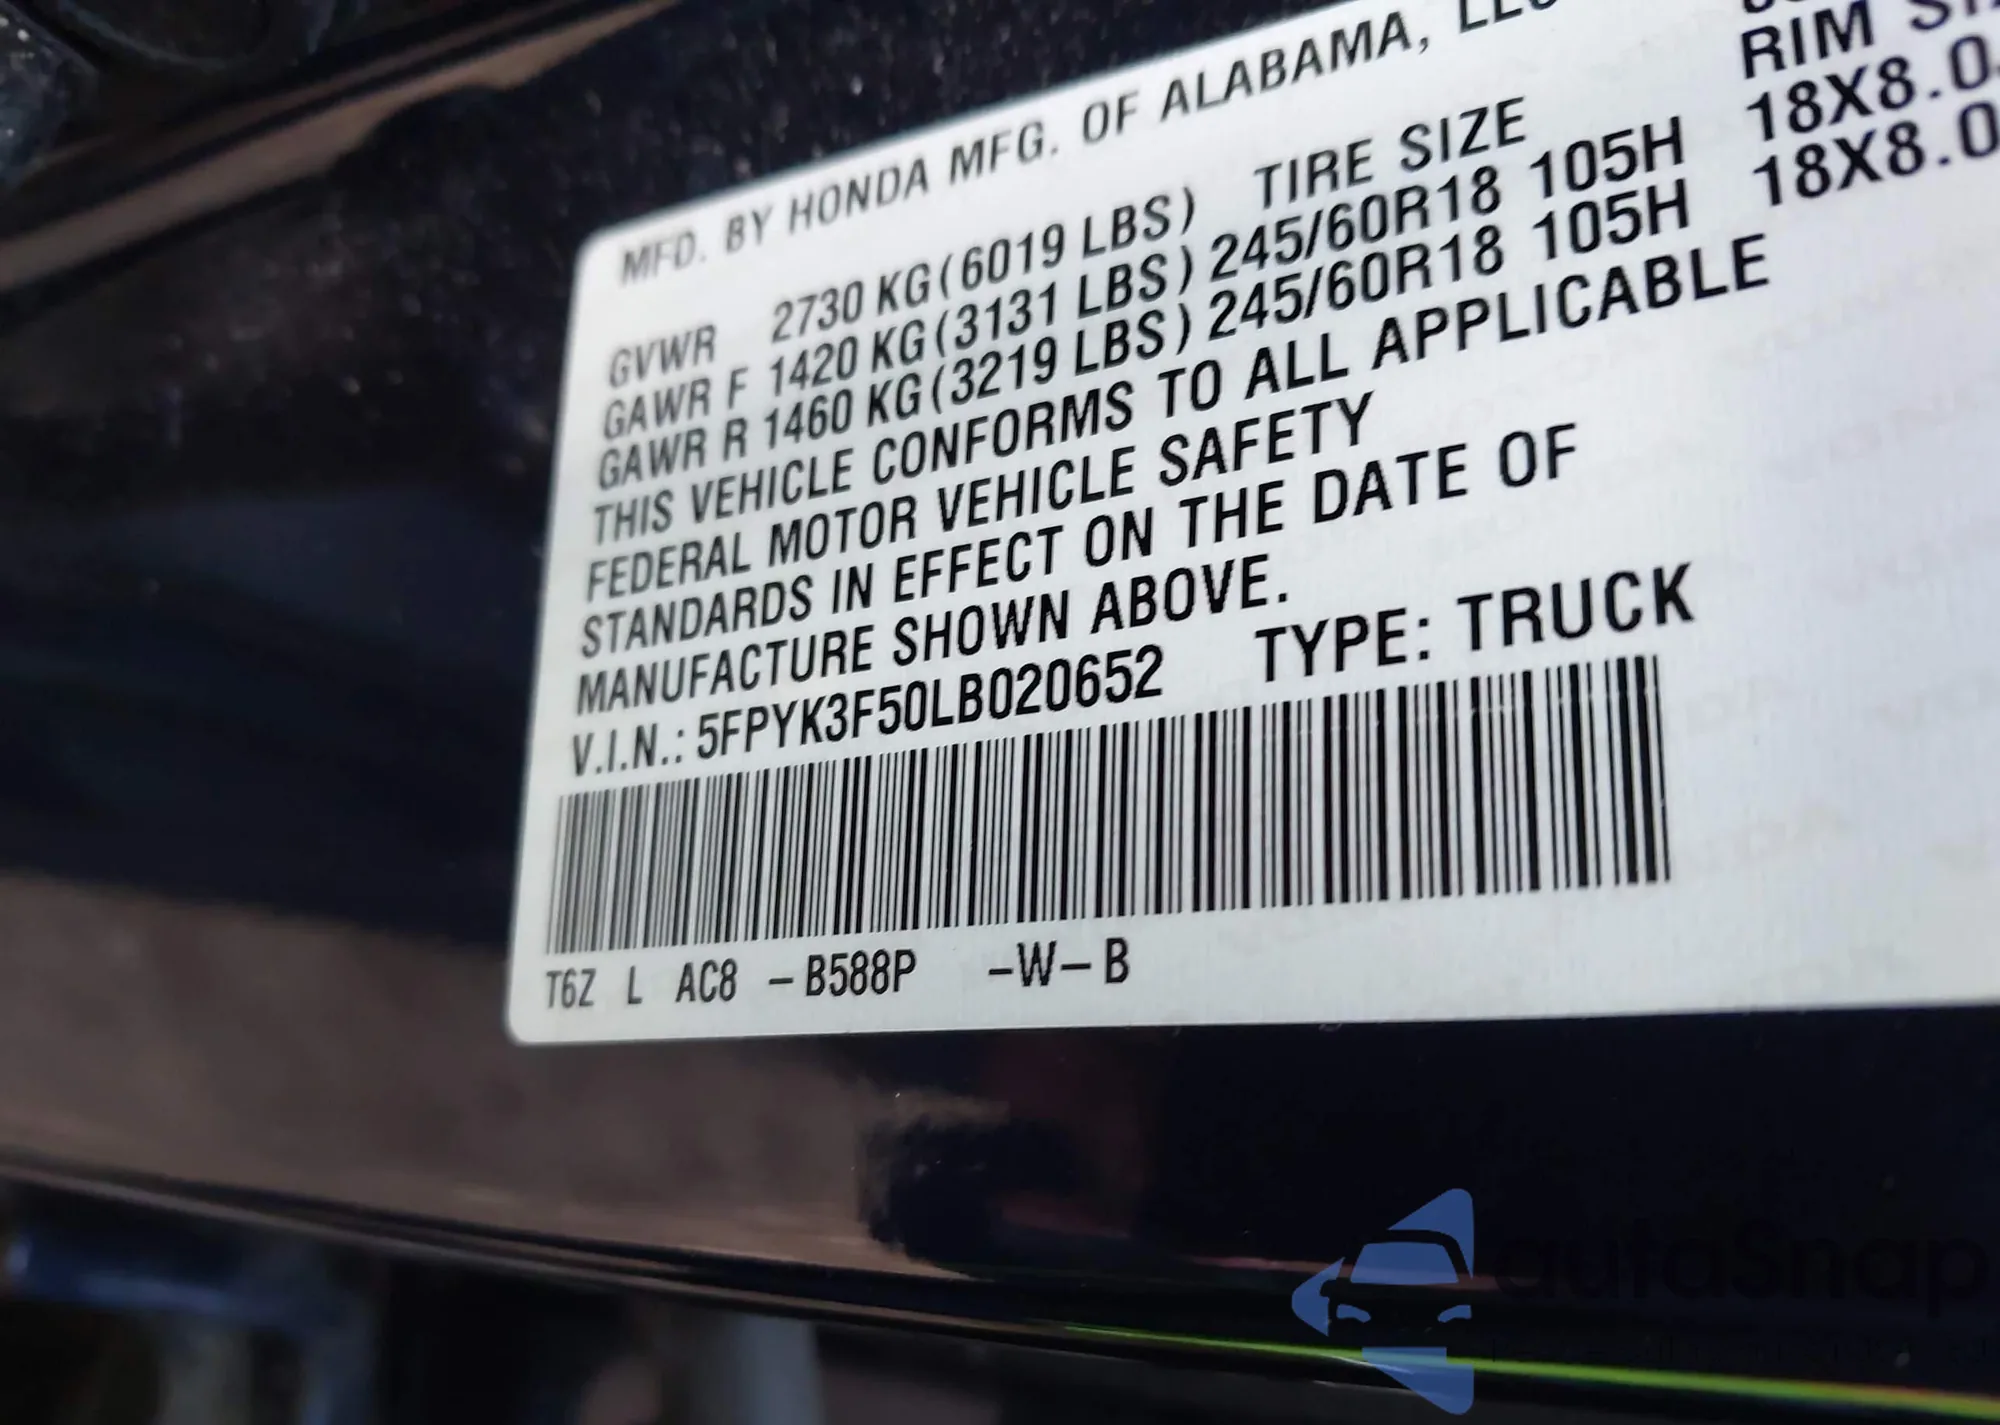 MFD. BY HONDA MFG. OF ALABAMA,
TIRE SIZE RIM
GVWR 2730 KG (6019 LBS)
GAWR F 1420 KG (3131 LBS) 245/60R18 105H 18X8.0
GAWR R 1460 KG (3219 LBS) 245/60R18 105H 18X8.0
THIS VEHICLE CONFORMS TO ALL APPLICABLE
FEDERAL MOTOR VEHICLE SAFETY
STANDARDS IN EFFECT ON THE DATE OF
MANUFACTURE SHOWN ABOVE.
V.I.N.: 5FPYK3F50LB020652 TYPE: TRUCK
T6Z L AC8 – B588P –W– B
autosnap